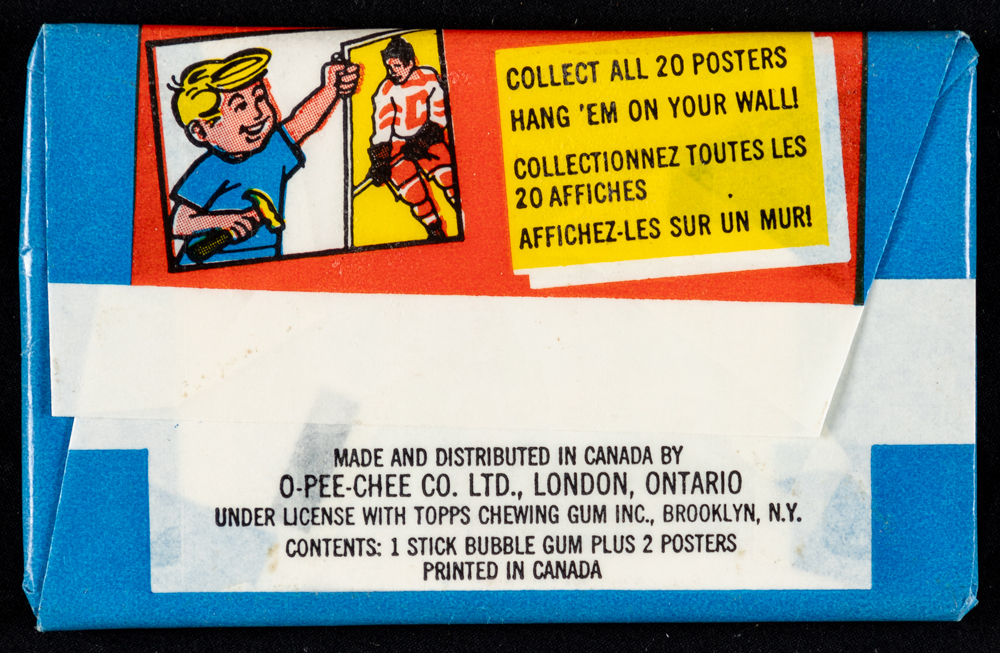 COLLECT ALL 20 POSTERS
HANG 'EM ON YOUR WALL!
COLLECTIONNEZ TOUTES LES
20 AFFICHES
AFFICHEZ-LES SUR UN MUR!
C
MADE AND DISTRIBUTED IN CANADA BY
O-PEE-CHEE CO. LTD., LONDON, ONTARIO
UNDER LICENSE WITH TOPPS CHEWING GUM INC., BROOKLYN, N.Y.
CONTENTS: 1 STICK BUBBLE GUM PLUS 2 POSTERS
PRINTED IN CANADA